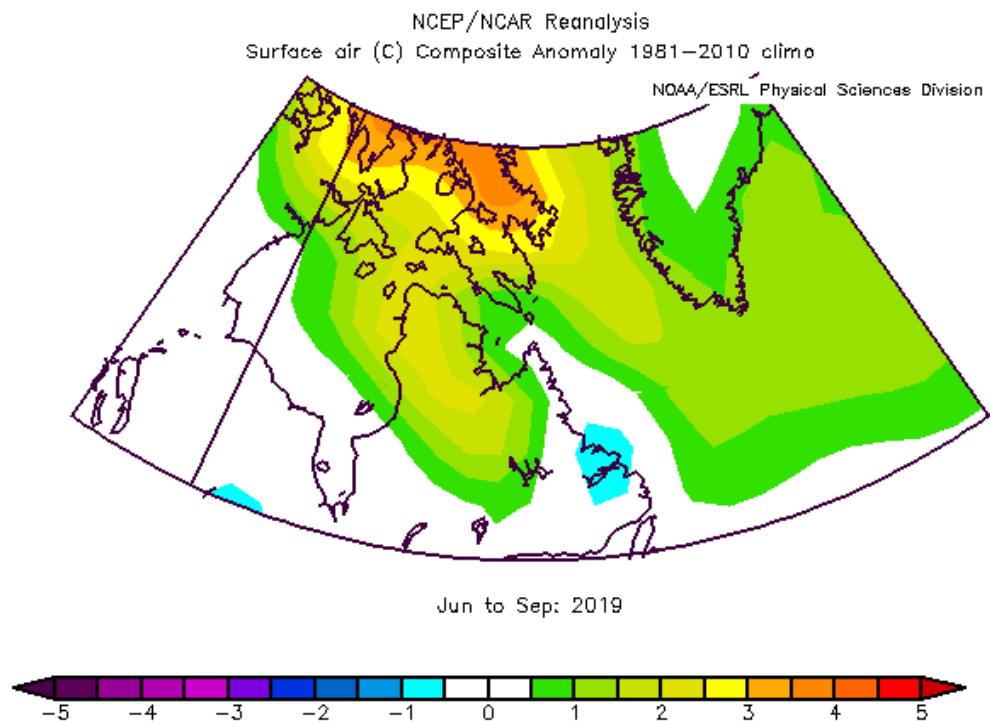 NCEP/NCAR Reanalysis
Surface air (C) Composite Anomaly 1981-2010 climo
NOAA/ESRL Physical Sciences Division
Jun to Sep: 2019
-5 -4 -3 -2 -1 0 1 2 3 4 5